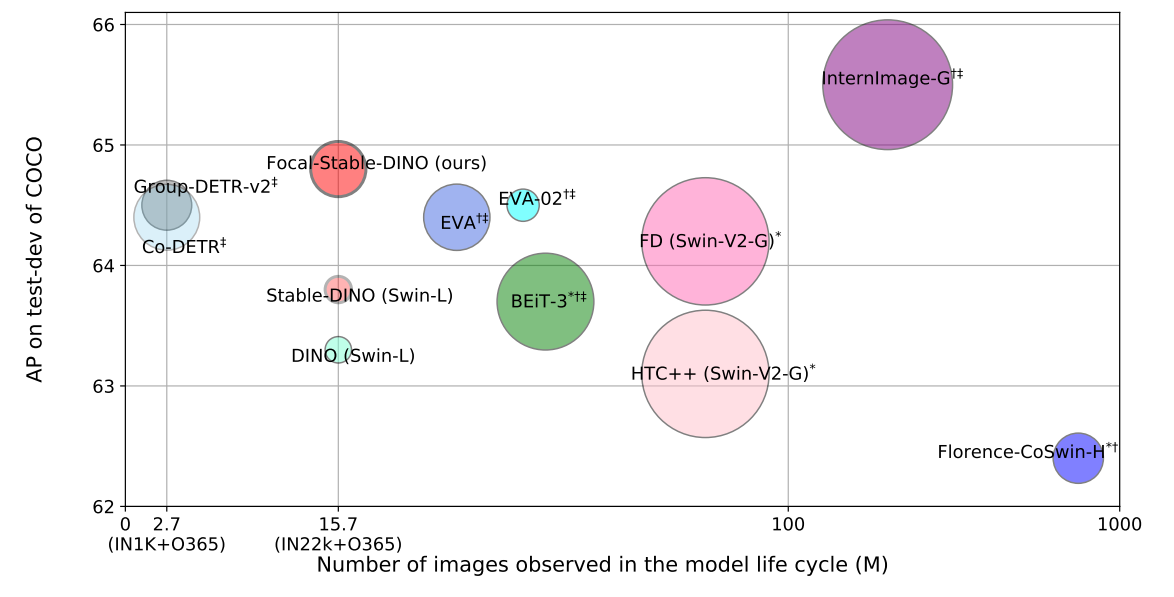 66
65
64
63
62
AP on test-dev of COCO
InternImage-G†‡
Focal-Stable-DINO (ours)
Group-DETR-v2‡
EVA-02†‡
EVA†‡
FD (Swin-V2-G)*
Co-DETR‡
Stable-DINO (Swin-L)
BEiT-3*†‡
DINO (Swin-L)
HTC++ (Swin-V2-G)*
Florence-CoSwin-H*†
0 2.7 15.7 100 1000
(IN1K+O365) (IN22k+O365)
Number of images observed in the model life cycle (M)